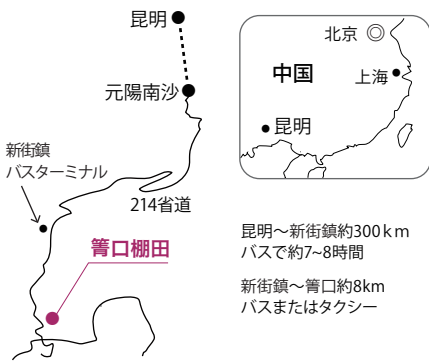 昆明
元陽南沙
新街鎮
バスターミナル
214省道
箐口棚田
北京
中国
上海
昆明
昆明～新街鎮約300km
バスで約7~8時間
新街鎮～箐口約8km
バスまたはタクシー